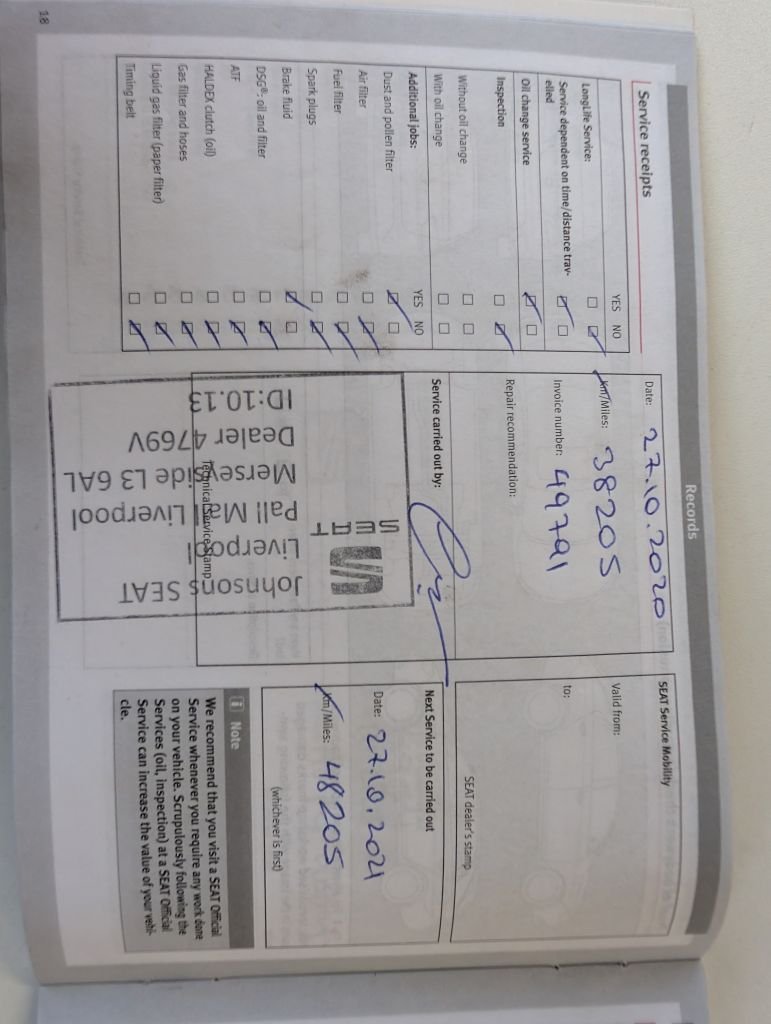 Records
Service receipts
YES NO
LongLife Service:
Service dependent on time/distance trav-
elled
Oil change service
Inspection
Without oil change
With oil change
Additional jobs: YES NO
Dust and pollen filter
Air filter
Fuel filter
Spark plugs
Brake fluid
DSG®: oil and filter
ATF
HALDEX clutch (oil)
Gas filter and hoses
Liquid gas filter (paper filter)
Timing belt
Date: 27.10.2020
Km/Miles: 38205
Invoice number: 49791
Repair recommendation:
Service carried out by:
Technical Service stamp
SEAT
Johnsons SEAT
Liverpool
Pall Mall Liverpool
Merseyside L3 6AL
Dealer 4769V
ID:10.13
SEAT Service Mobility
Valid from:
to:
SEAT dealer's stamp
Next Service to be carried out
Date: 27.10.2021
Km/Miles: 48205
(whichever is first)
i Note
We recommend that you visit a SEAT Official
Service whenever you require any work done
on your vehicle. Scrupulously following the
Services (oil, inspection) at a SEAT Official
Service can increase the value of your vehi-
cle.
18